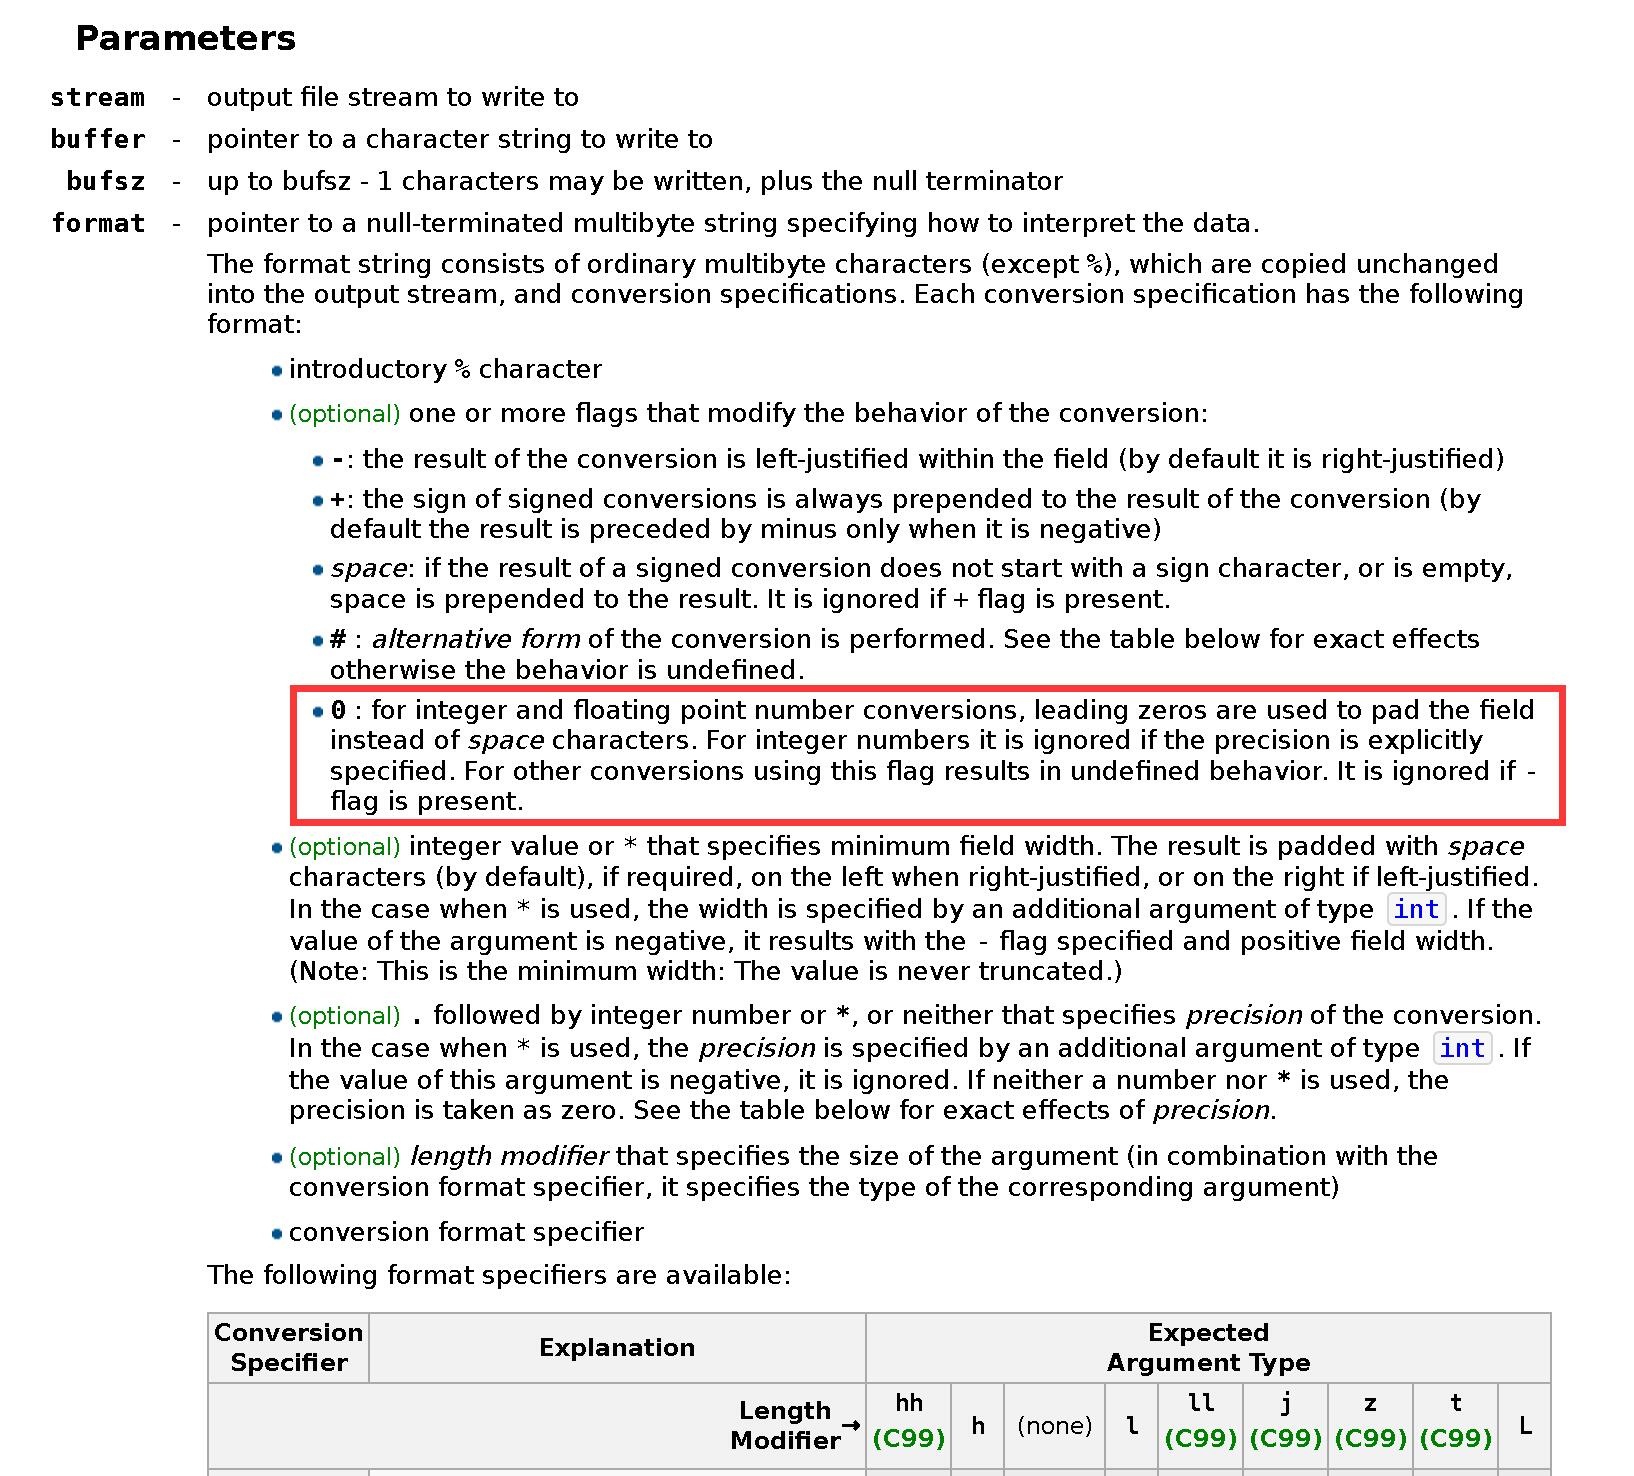 Parameters
stream - output file stream to write to
buffer - pointer to a character string to write to
bufsz - up to bufsz - 1 characters may be written, plus the null terminator
format - pointer to a null-terminated multibyte string specifying how to interpret the data.
The format string consists of ordinary multibyte characters (except %), which are copied unchanged
into the output stream, and conversion specifications. Each conversion specification has the following
format:
• introductory % character
• (optional) one or more flags that modify the behavior of the conversion:
• -: the result of the conversion is left-justified within the field (by default it is right-justified)
• +: the sign of signed conversions is always prepended to the result of the conversion (by
default the result is preceded by minus only when it is negative)
• space: if the result of a signed conversion does not start with a sign character, or is empty,
space is prepended to the result. It is ignored if + flag is present.
• # : alternative form of the conversion is performed. See the table below for exact effects
otherwise the behavior is undefined.
• 0 : for integer and floating point number conversions, leading zeros are used to pad the field
instead of space characters. For integer numbers it is ignored if the precision is explicitly
specified. For other conversions using this flag results in undefined behavior. It is ignored if -
flag is present.
• (optional) integer value or * that specifies minimum field width. The result is padded with space
characters (by default), if required, on the left when right-justified, or on the right if left-justified.
In the case when * is used, the width is specified by an additional argument of type int . If the
value of the argument is negative, it results with the - flag specified and positive field width.
(Note: This is the minimum width: The value is never truncated.)
• (optional) . followed by integer number or *, or neither that specifies precision of the conversion.
In the case when * is used, the precision is specified by an additional argument of type int . If
the value of this argument is negative, it is ignored. If neither a number nor * is used, the
precision is taken as zero. See the table below for exact effects of precision.
• (optional) length modifier that specifies the size of the argument (in combination with the
conversion format specifier, it specifies the type of the corresponding argument)
• conversion format specifier
The following format specifiers are available:
Conversion
Specifier
Explanation
Expected
Argument Type
Length
Modifier →
hh
(C99)
h
(none)
l
ll
(C99)
j
(C99)
z
(C99)
t
(C99)
L